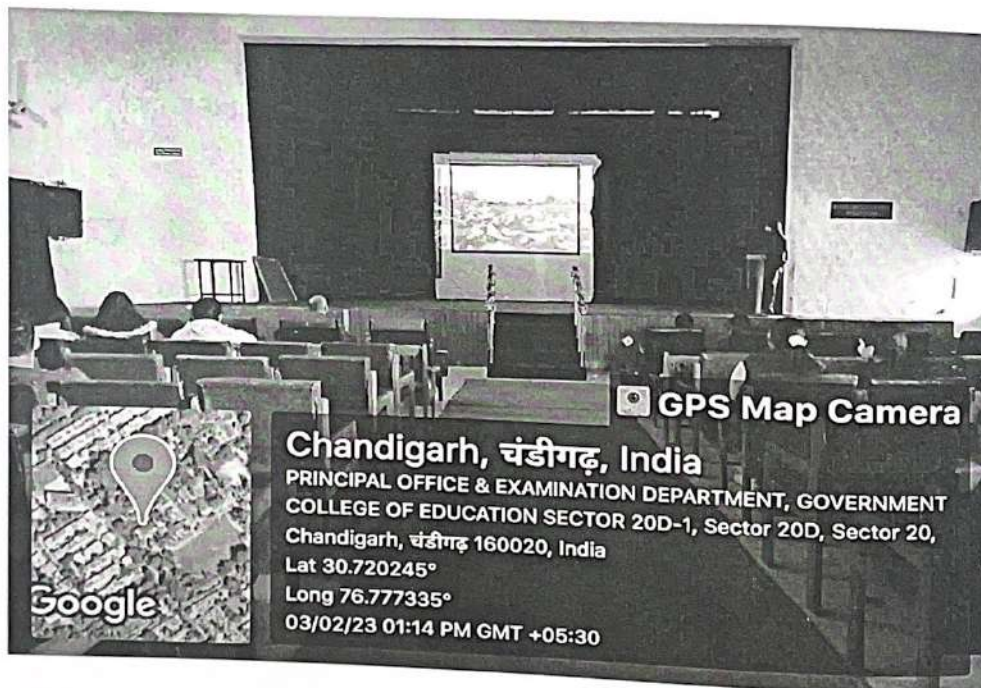 GPS Map Camera
Chandigarh, चंडीगढ़, India
PRINCIPAL OFFICE & EXAMINATION DEPARTMENT, GOVERNMENT
COLLEGE OF EDUCATION SECTOR 20D-1, Sector 20D, Sector 20,
Chandigarh, चंडीगढ़ 160020, India
Lat 30.720245°
Long 76.777335°
03/02/23 01:14 PM GMT +05:30
Google